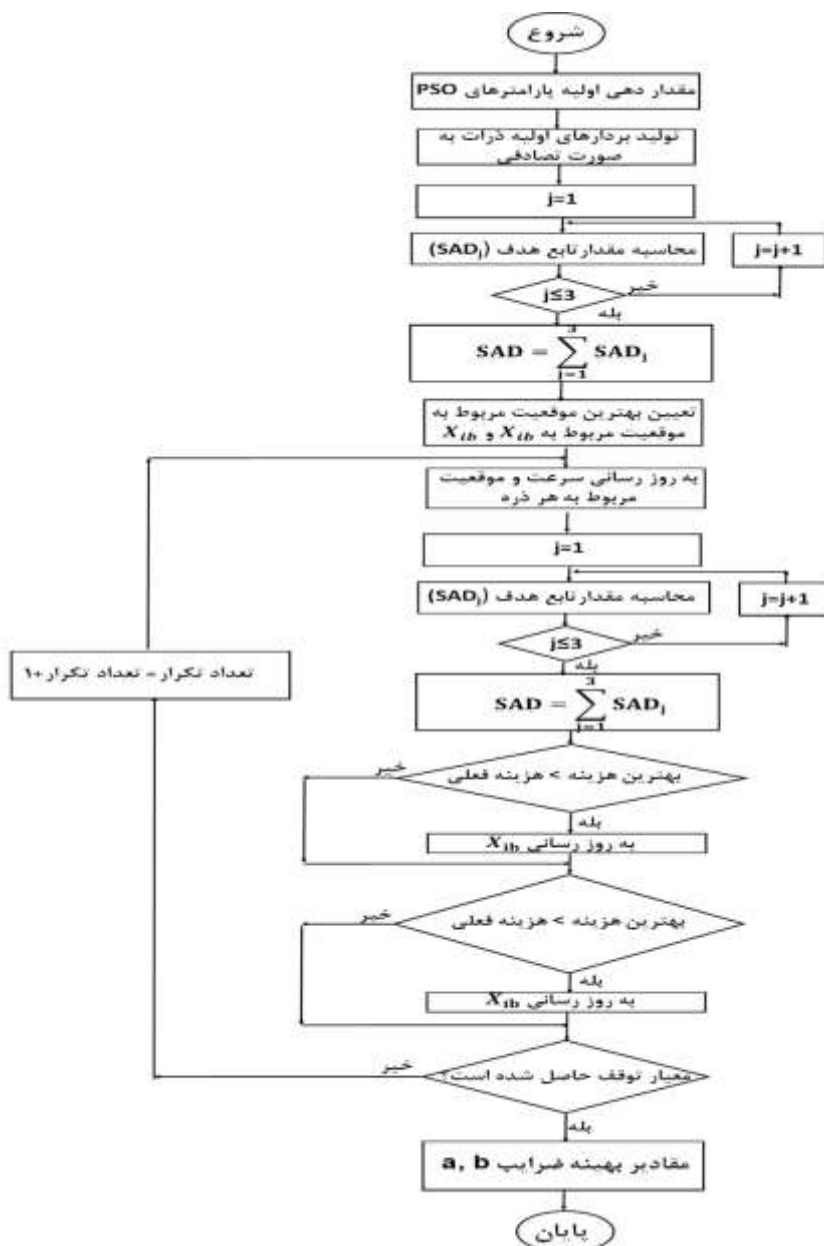 شروع
مقدار دهی اولیه پارامترهای PSO
تولید بردارهای اولیه ذرات به
صورت تصادفی
j=1
محاسبه مقدار تابع هدف (SADj)
j=j+1
j≤3
خیر
بله
SAD = ∑_{j=1}^{3} SADj
تعیین بهترین موقعیت مربوط به
موقعیت مربوط به Xib و Xib
به روز رسانی سرعت و موقعیت
مربوط به هر ذره
j=1
محاسبه مقدار تابع هدف (SADj)
j=j+1
j≤3
خیر
بله
تعداد تکرار = تعداد تکرار +۱
SAD = ∑_{j=1}^{3} SADj
خیر
بهترین هزینه > هزینه فعلی
بله
به روز رسانی Xib
خیر
بهترین هزینه > هزینه فعلی
بله
به روز رسانی Xib
خیر
معیار توقف حاصل شده است؟
بله
مقادیر بهینه ضرایب a, b
پایان